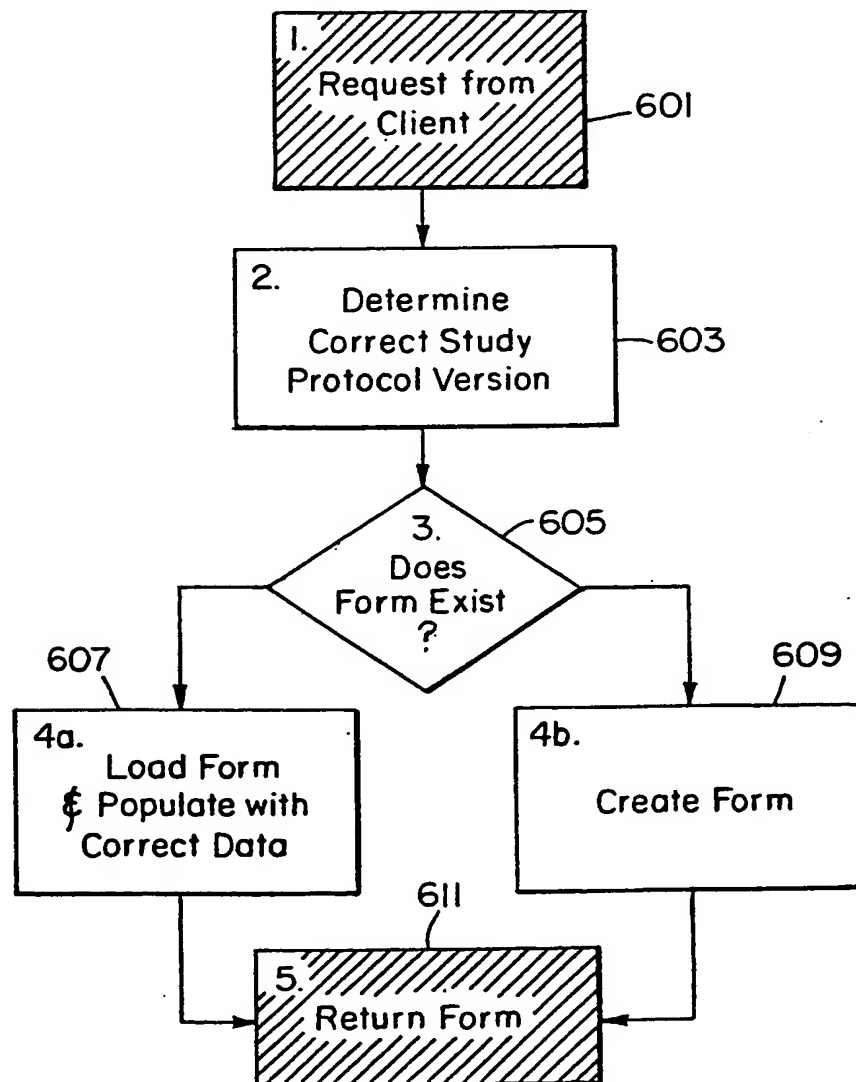 1.
Request from
Client
601
2.
Determine
Correct Study
Protocol Version
603
3.
Does
Form Exist
?
605
607
4a.
Load Form
& Populate with
Correct Data
609
4b.
Create Form
611
5.
Return Form